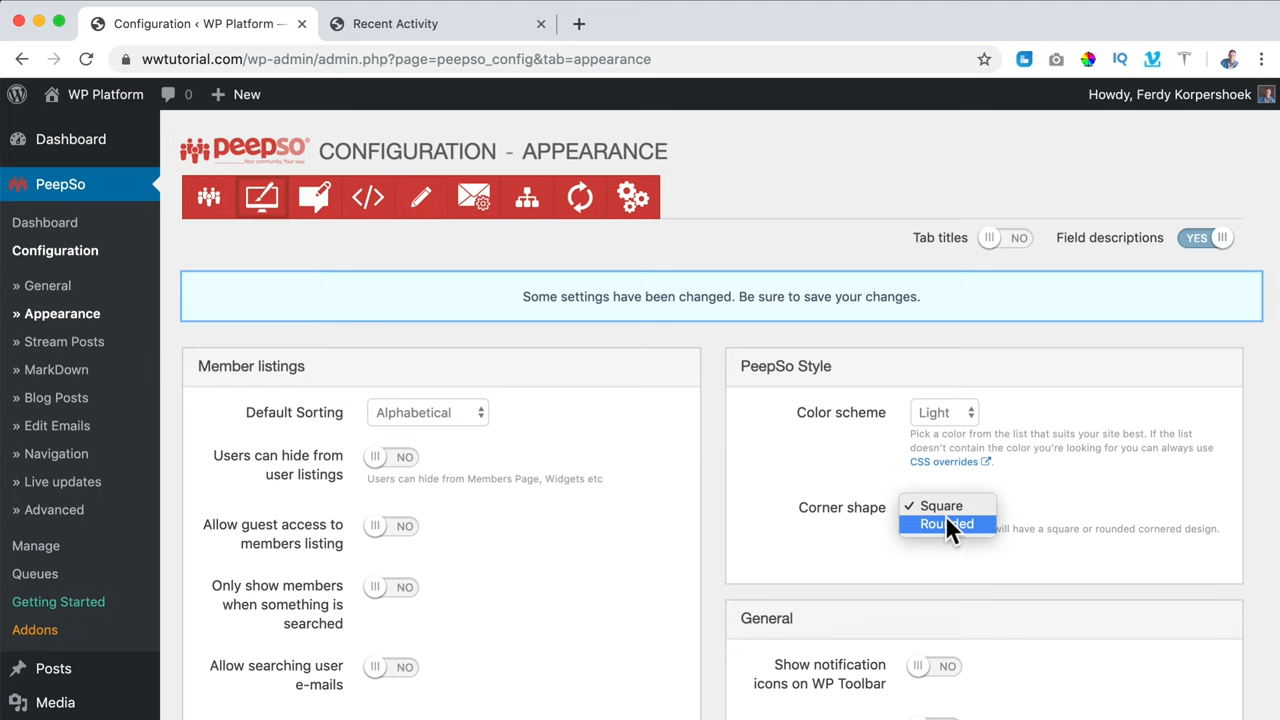 Configuration ‹ WP Platform —
Recent Activity
wwtutorial.com/wp-admin/admin.php?page=peepso_config&tab=appearance
WP Platform
0
New
Howdy, Ferdy Korpershoek
Dashboard
PeepSo
Dashboard
Configuration
» General
» Appearance
» Stream Posts
» MarkDown
» Blog Posts
» Edit Emails
» Navigation
» Live updates
» Advanced
Manage
Queues
Getting Started
Addons
Posts
Media
peepso®
Your community. Your way.
CONFIGURATION - APPEARANCE
Tab titles NO
Field descriptions YES
Some settings have been changed. Be sure to save your changes.
Member listings
Default Sorting Alphabetical
Users can hide from
user listings
NO
Users can hide from Members Page, Widgets etc
Allow guest access to
members listing
NO
Only show members
when something is
searched
NO
Allow searching user
e-mails
NO
PeepSo Style
Color scheme Light
Pick a color from the list that suits your site best. If the list
doesn't contain the color you're looking for you can always use
CSS overrides.
Corner shape
✓ Square
Rounded
will have a square or rounded cornered design.
General
Show notification
icons on WP Toolbar
NO